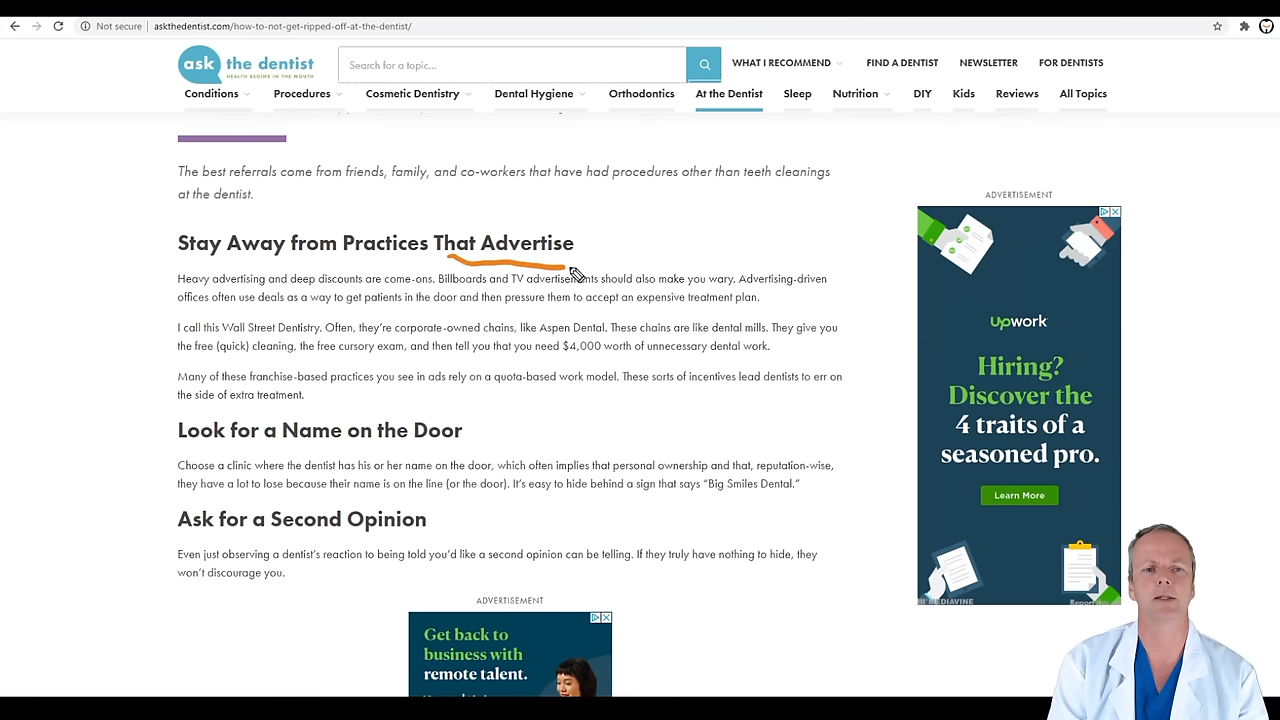 Not secure | askthedentist.com/how-to-not-get-ripped-off-at-the-dentist/
ask the dentist
HEALTH BEGINS IN THE MOUTH
Search for a topic...
WHAT I RECOMMEND
FIND A DENTIST
NEWSLETTER
FOR DENTISTS
Conditions
Procedures
Cosmetic Dentistry
Dental Hygiene
Orthodontics
At the Dentist
Sleep
Nutrition
DIY
Kids
Reviews
All Topics
The best referrals come from friends, family, and co-workers that have had procedures other than teeth cleanings
at the dentist.
Stay Away from Practices That Advertise
Heavy advertising and deep discounts are come-ons. Billboards and TV advertisements should also make you wary. Advertising-driven
offices often use deals as a way to get patients in the door and then pressure them to accept an expensive treatment plan.
I call this Wall Street Dentistry. Often, they're corporate-owned chains, like Aspen Dental. These chains are like dental mills. They give you
the free (quick) cleaning, the free cursory exam, and then tell you that you need $4,000 worth of unnecessary dental work.
Many of these franchise-based practices you see in ads rely on a quota-based work model. These sorts of incentives lead dentists to err on
the side of extra treatment.
Look for a Name on the Door
Choose a clinic where the dentist has his or her name on the door, which often implies that personal ownership and that, reputation-wise,
they have a lot to lose because their name is on the line (or the door). It's easy to hide behind a sign that says “Big Smiles Dental.”
Ask for a Second Opinion
Even just observing a dentist's reaction to being told you'd like a second opinion can be telling. If they truly have nothing to hide, they
won't discourage you.
ADVERTISEMENT
Get back to
business with
remote talent.
ADVERTISEMENT
Upwork
Hiring?
Discover the
4 traits of a
seasoned pro.
Learn More
MEDIAVINE